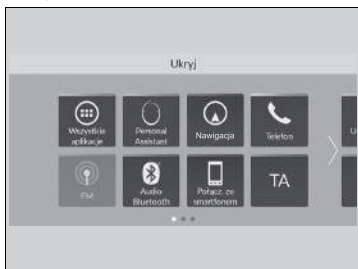 Ukryj
Wszystkie
aplikacje
Personal
Assistant
Nawigacja
Telefon
FM
Audio
Bluetooth
Połącz. ze
smartfonem
TA